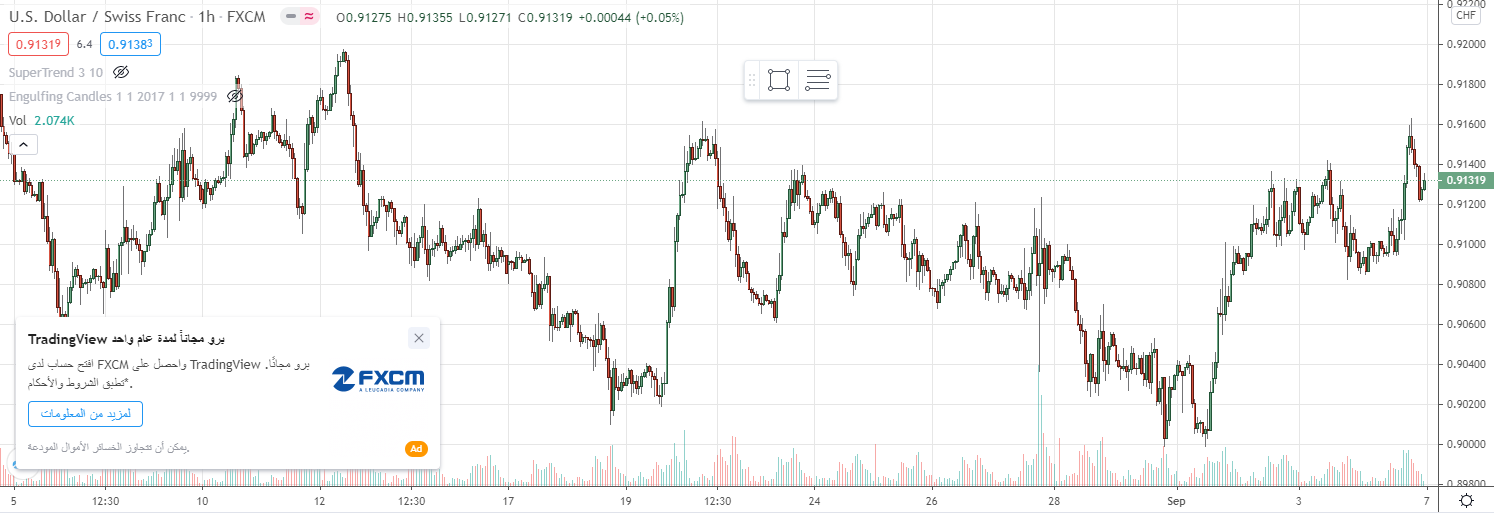 U.S. Dollar / Swiss Franc · 1h · FXCM O0.91275 H0.91355 L0.91271 C0.91319 +0.00044 (+0.05%)
0.91319 6.4 0.91383
SuperTrend 3 10
Engulfing Candles 1 1 2017 1 1 9999
Vol 2.074K
0.92200
CHF
0.92000
0.91800
0.91600
0.91400
0.91319
0.91200
0.91000
0.90800
0.90600
0.90400
0.90200
0.90000
0.89800
TradingView برو مجاناً لمدة عام واحد
افتح حساب لدى FXCM واحصل على TradingView برو مجانًا.
*تطبق الشروط والأحكام.
FXCM
A LEUCADIA COMPANY
لمزيد من المعلومات
يمكن أن تتجاوز الخسائر الأموال المودعة.
Ad
5 12:30 10 12 12:30 17 19 12:30 24 26 28 Sep 3 7